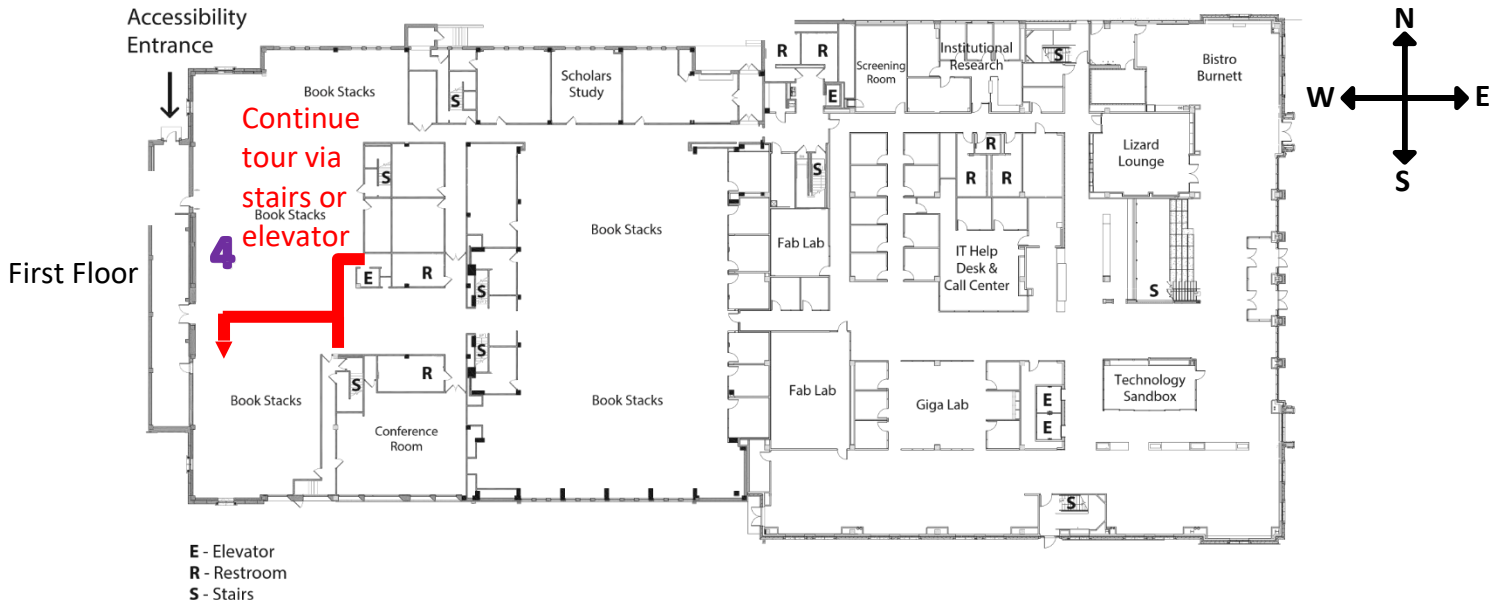 Accessibility
Entrance
N
W
E
S
R
R
Institutional
Research
S
Bistro
Burnett
Screening
Room
Scholars
Study
Book Stacks
S
E
Continue
tour via
stairs or
elevator
Lizard
Lounge
R
R
R
S
S
Book Stacks
Book Stacks
4
Fab Lab
IT Help
Desk &
Call Center
First Floor
E
R
S
S
S
R
S
Fab Lab
Technology
Sandbox
Book Stacks
Book Stacks
Giga Lab
E
E
Conference
Room
S
E - Elevator
R - Restroom
S - Stairs